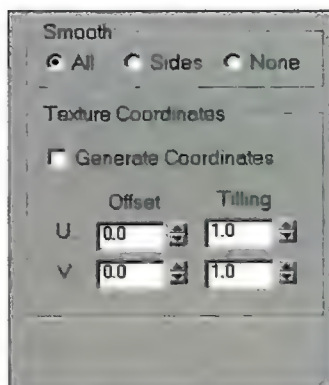 Smooth
All Sides None
Texture Coordinates
Generate Coordinates
Offset Tilling
U 0.0 1.0
V 0.0 1.0